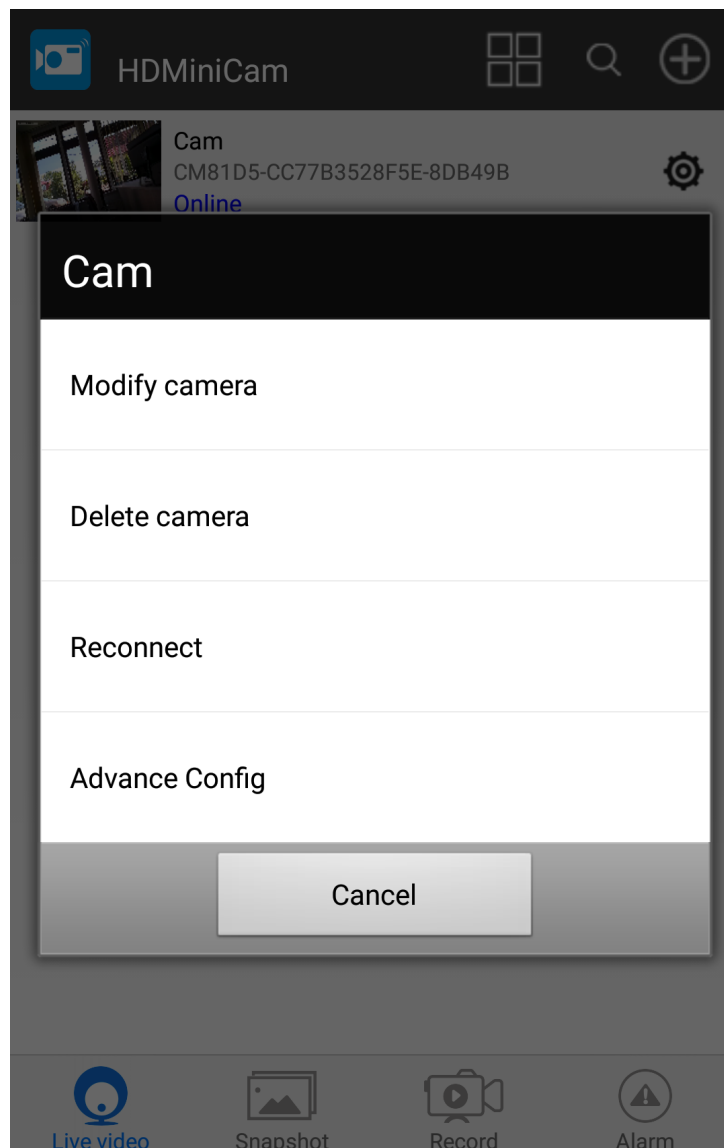 HDMiniCam
Cam
CM81D5-CC77B3528F5E-8DB49B
Online
Cam
Modify camera
Delete camera
Reconnect
Advance Config
Cancel
Live video
Snapshot
Record
Alarm